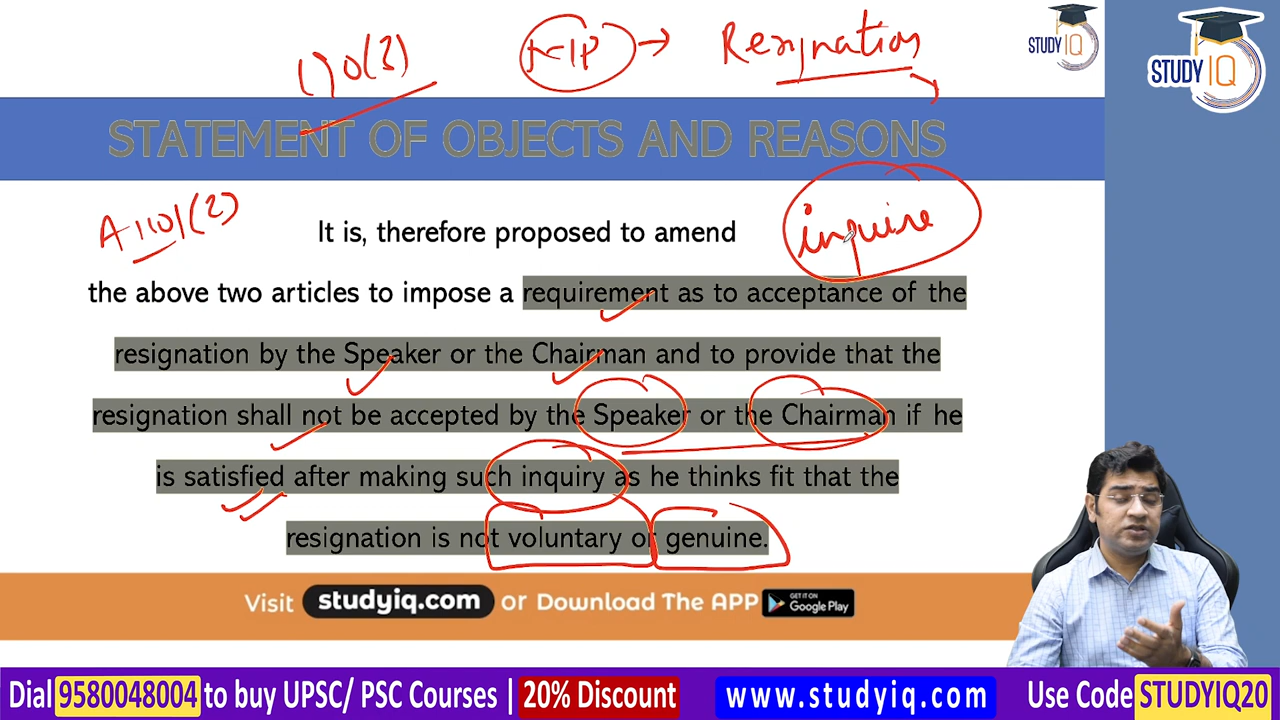 190(3) MP → Resignation
STUDY IQ
STUDY IQ
STATEMENT OF OBJECTS AND REASONS
A 101(2)
It is, therefore proposed to amend
inquire
the above two articles to impose a requirement as to acceptance of the
resignation by the Speaker or the Chairman and to provide that the
resignation shall not be accepted by the Speaker or the Chairman if he
is satisfied after making such inquiry as he thinks fit that the
resignation is not voluntary or genuine.
Visit studyiq.com or Download The APP GET IT ON Google Play
Dial 9580048004 to buy UPSC/ PSC Courses | 20% Discount www.studyiq.com Use Code STUDYIQ20